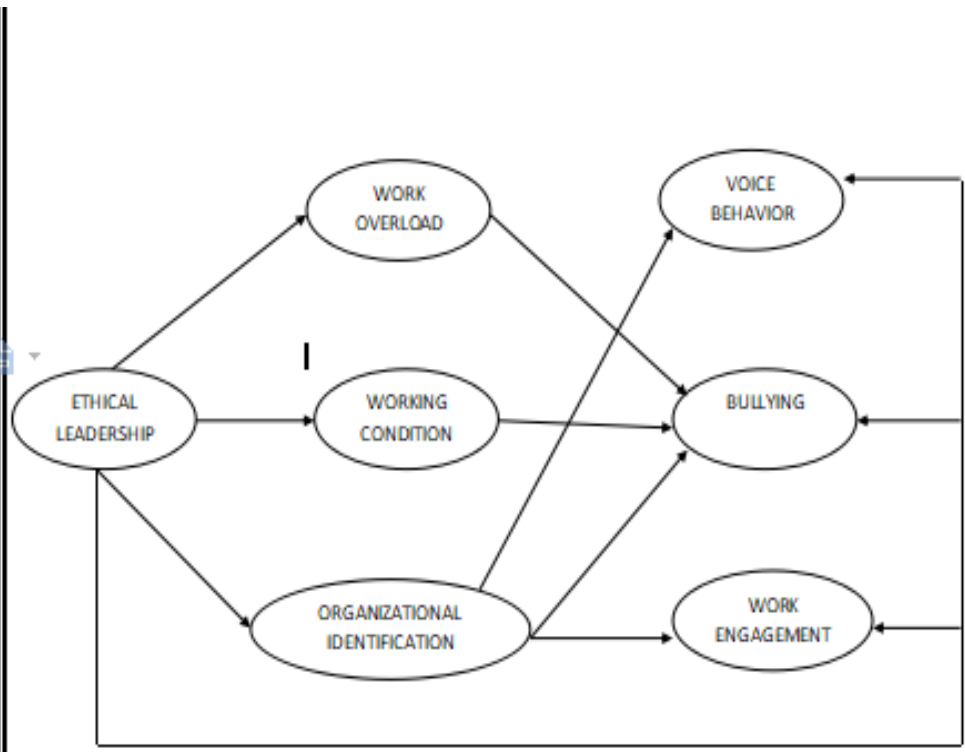 WORK
OVERLOAD
VOICE
BEHAVIOR
ETHICAL
LEADERSHIP
WORKING
CONDITION
BULLYING
ORGANIZATIONAL
IDENTIFICATION
WORK
ENGAGEMENT